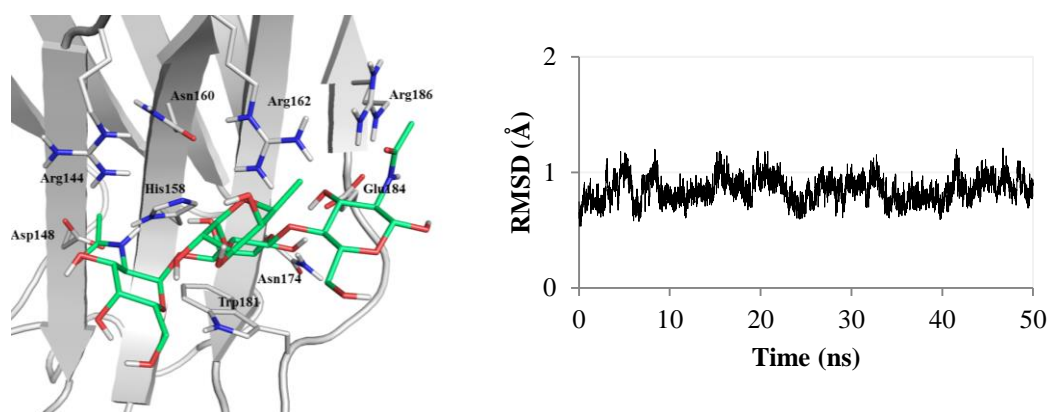 Asn160
Arg162
Arg186
Arg144
His158
Glu184
Asp148
Asn174
Trp181
2
1
0
RMSD (Å)
0 10 20 30 40 50
Time (ns)